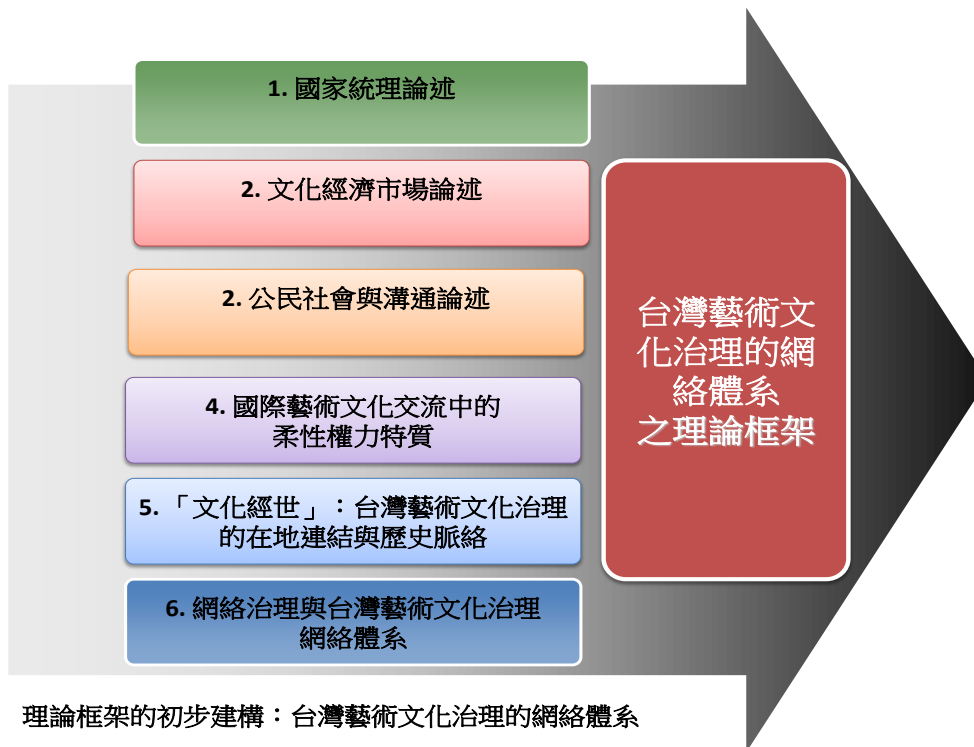 1. 國家統理論述
2. 文化經濟市場論述
2. 公民社會與溝通論述
4. 國際藝術文化交流中的
柔性權力特質
5. 「文化經世」：台灣藝術文化治理
的在地連結與歷史脈絡
6. 網絡治理與台灣藝術文化治理
網絡體系
台灣藝術文
化治理的網
絡體系
之理論框架
理論框架的初步建構：台灣藝術文化治理的網絡體系